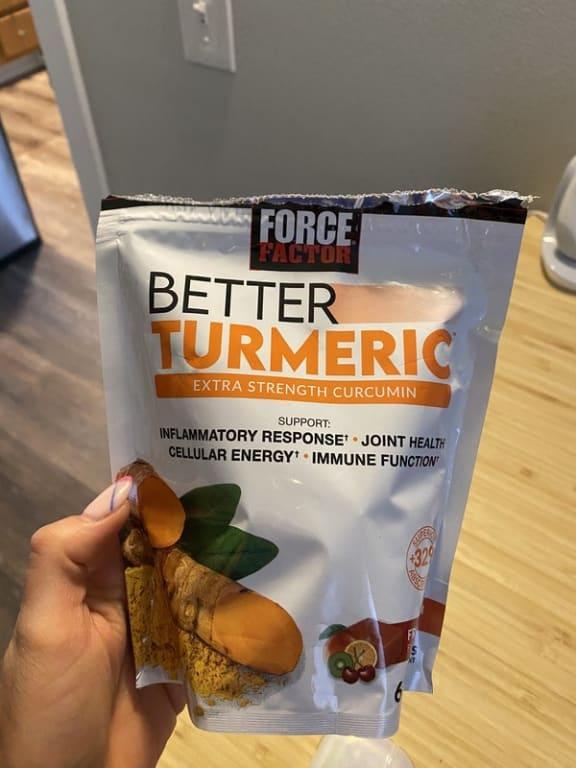 FORCE
FACTOR
BETTER
TURMERIC
EXTRA STRENGTH CURCUMIN
SUPPORT:
INFLAMMATORY RESPONSE† • JOINT HEALTH
CELLULAR ENERGY† • IMMUNE FUNCTION†